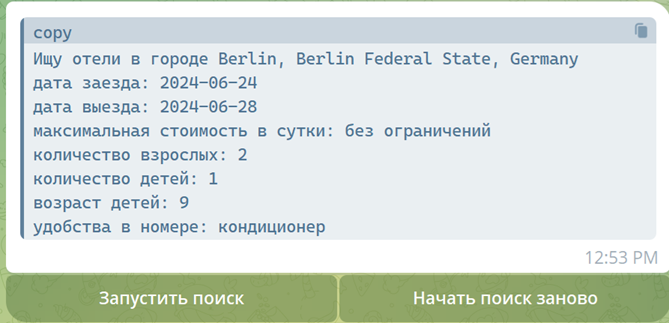 copy
Ищу отели в городе Berlin, Berlin Federal State, Germany
дата заезда: 2024-06-24
дата выезда: 2024-06-28
максимальная стоимость в сутки: без ограничений
количество взрослых: 2
количество детей: 1
возраст детей: 9
удобства в номере: кондиционер
12:53 PM
Запустить поиск
Начать поиск заново